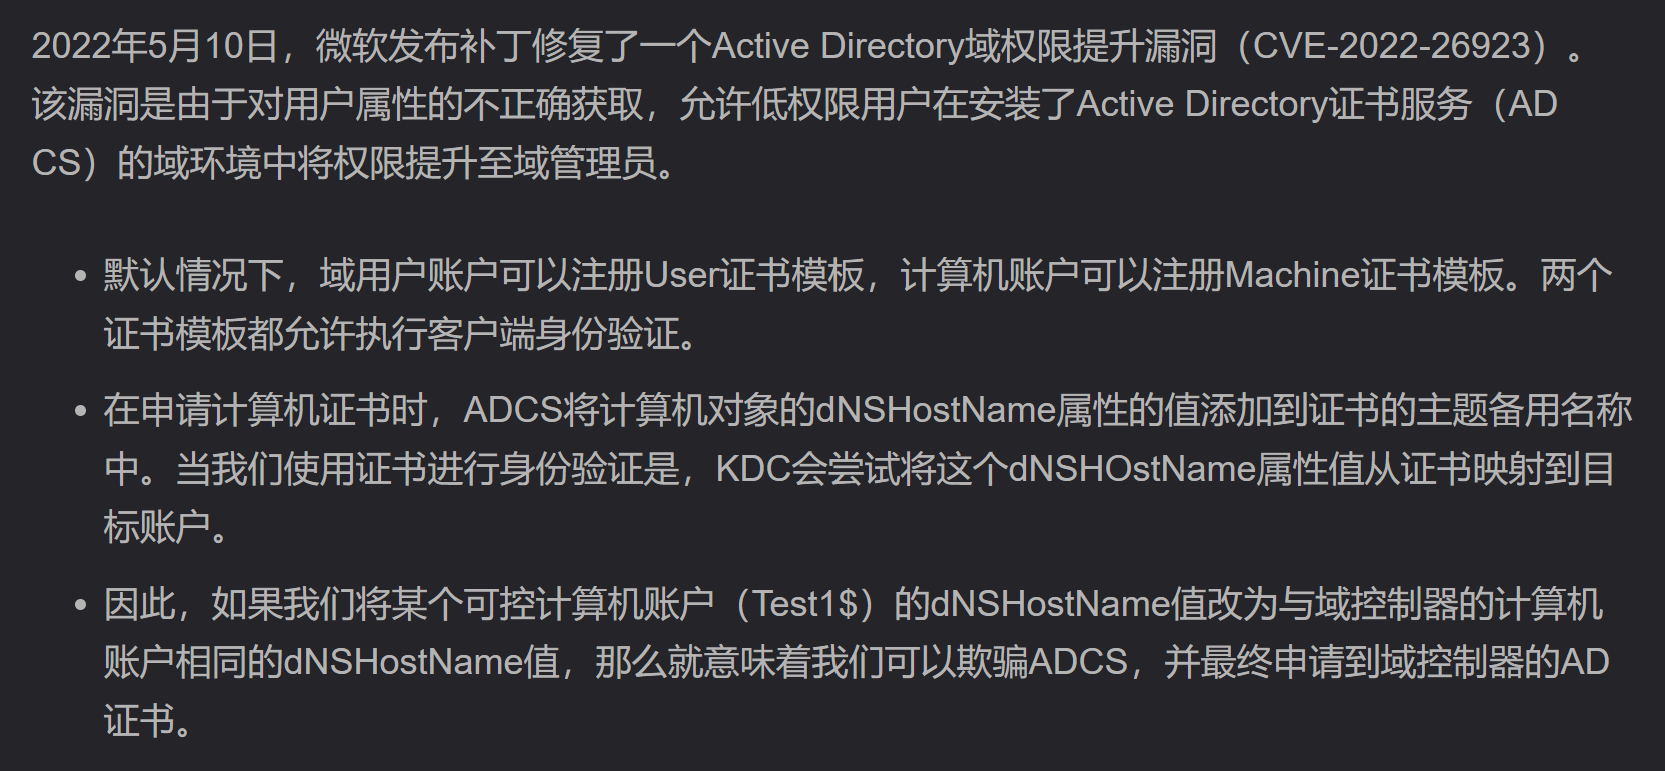 2022年5月10日，微软发布补丁修复了一个Active Directory域权限提升漏洞（CVE-2022-26923）。
该漏洞是由于对用户属性的不正确获取，允许低权限用户在安装了Active Directory证书服务（AD
CS）的域环境中将权限提升至域管理员。
• 默认情况下，域用户账户可以注册User证书模板，计算机账户可以注册Machine证书模板。两个
证书模板都允许执行客户端身份验证。
• 在申请计算机证书时，ADCS将计算机对象的dNSHostName属性的值添加到证书的主题备用名称
中。当我们使用证书进行身份验证是，KDC会尝试将这个dNSHOstName属性值从证书映射到目
标账户。
• 因此，如果我们将某个可控计算机账户（Test1$）的dNSHostName值改为与域控制器的计算机
账户相同的dNSHostName值，那么就意味着我们可以欺骗ADCS，并最终申请到域控制器的AD
证书。